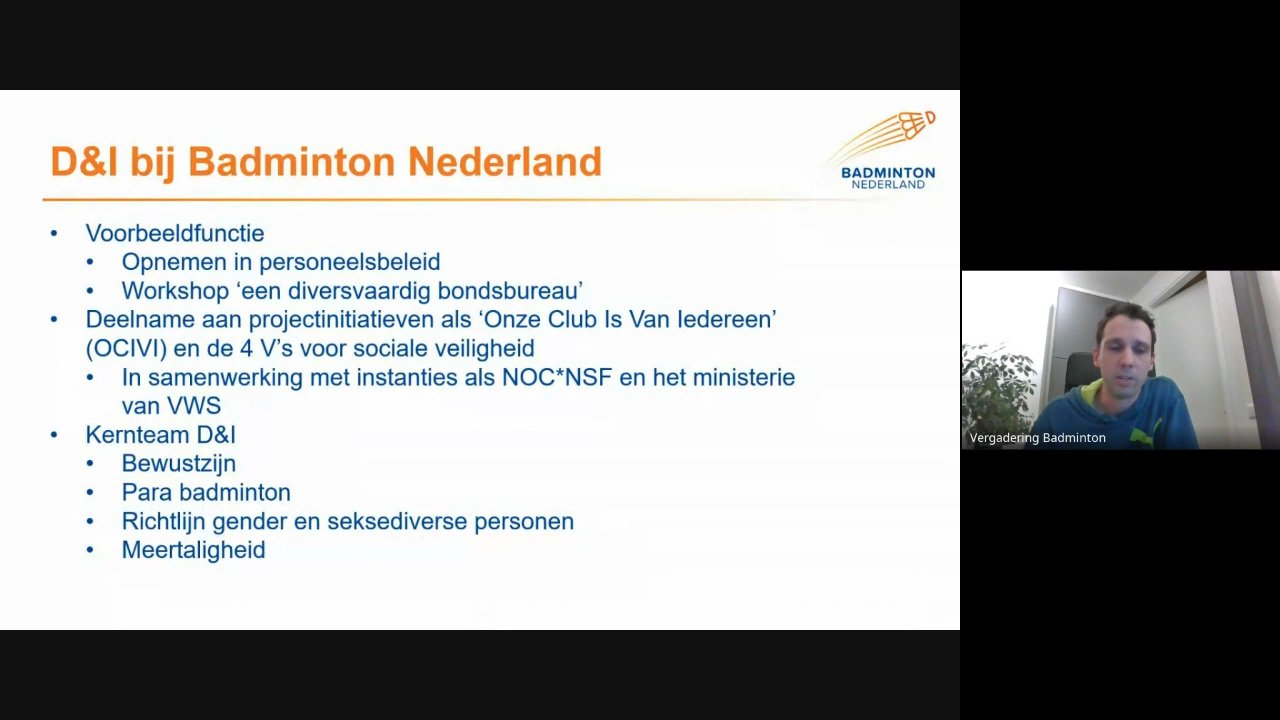 D&I bij Badminton Nederland
BADMINTON
NEDERLAND
• Voorbeeldfunctie
• Opnemen in personeelsbeleid
• Workshop ‘een diversvaardig bondsbureau’
• Deelname aan projectinitiatieven als ‘Onze Club Is Van Iedereen’
(OCIVI) en de 4 V’s voor sociale veiligheid
• In samenwerking met instanties als NOC*NSF en het ministerie
van VWS
• Kernteam D&I
• Bewustzijn
• Para badminton
• Richtlijn gender en seksediverse personen
• Meertaligheid
Vergadering Badminton